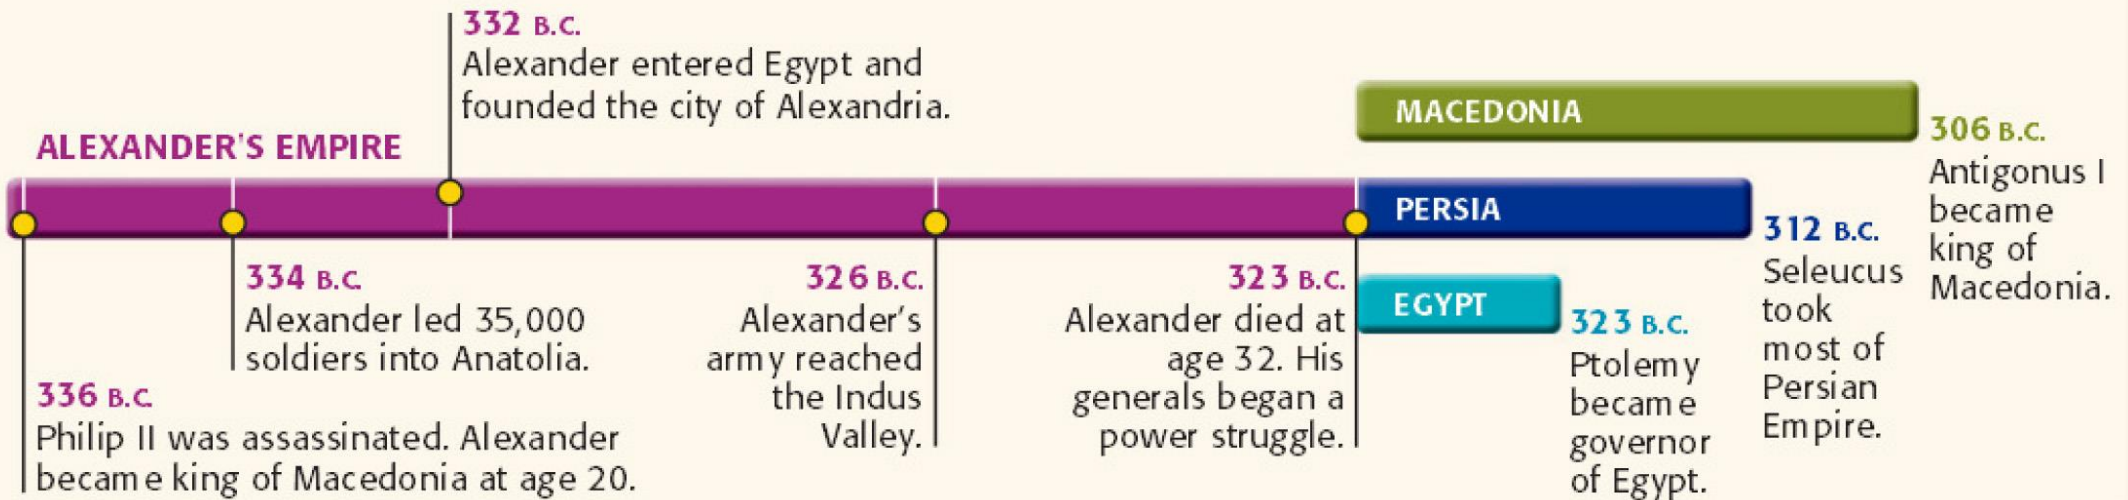 332 B.C.
Alexander entered Egypt and
founded the city of Alexandria.
ALEXANDER'S EMPIRE
336 B.C.
Philip II was assassinated. Alexander
became king of Macedonia at age 20.
334 B.C.
Alexander led 35,000
soldiers into Anatolia.
326 B.C.
Alexander's
army reached
the Indus
Valley.
323 B.C.
Alexander died at
age 32. His
generals began a
power struggle.
MACEDONIA
306 B.C.
Antigonus I
became
king of
Macedonia.
PERSIA
312 B.C.
Seleucus
took
most of
Persian
Empire.
EGYPT
323 B.C.
Ptolemy
became
governor
of Egypt.